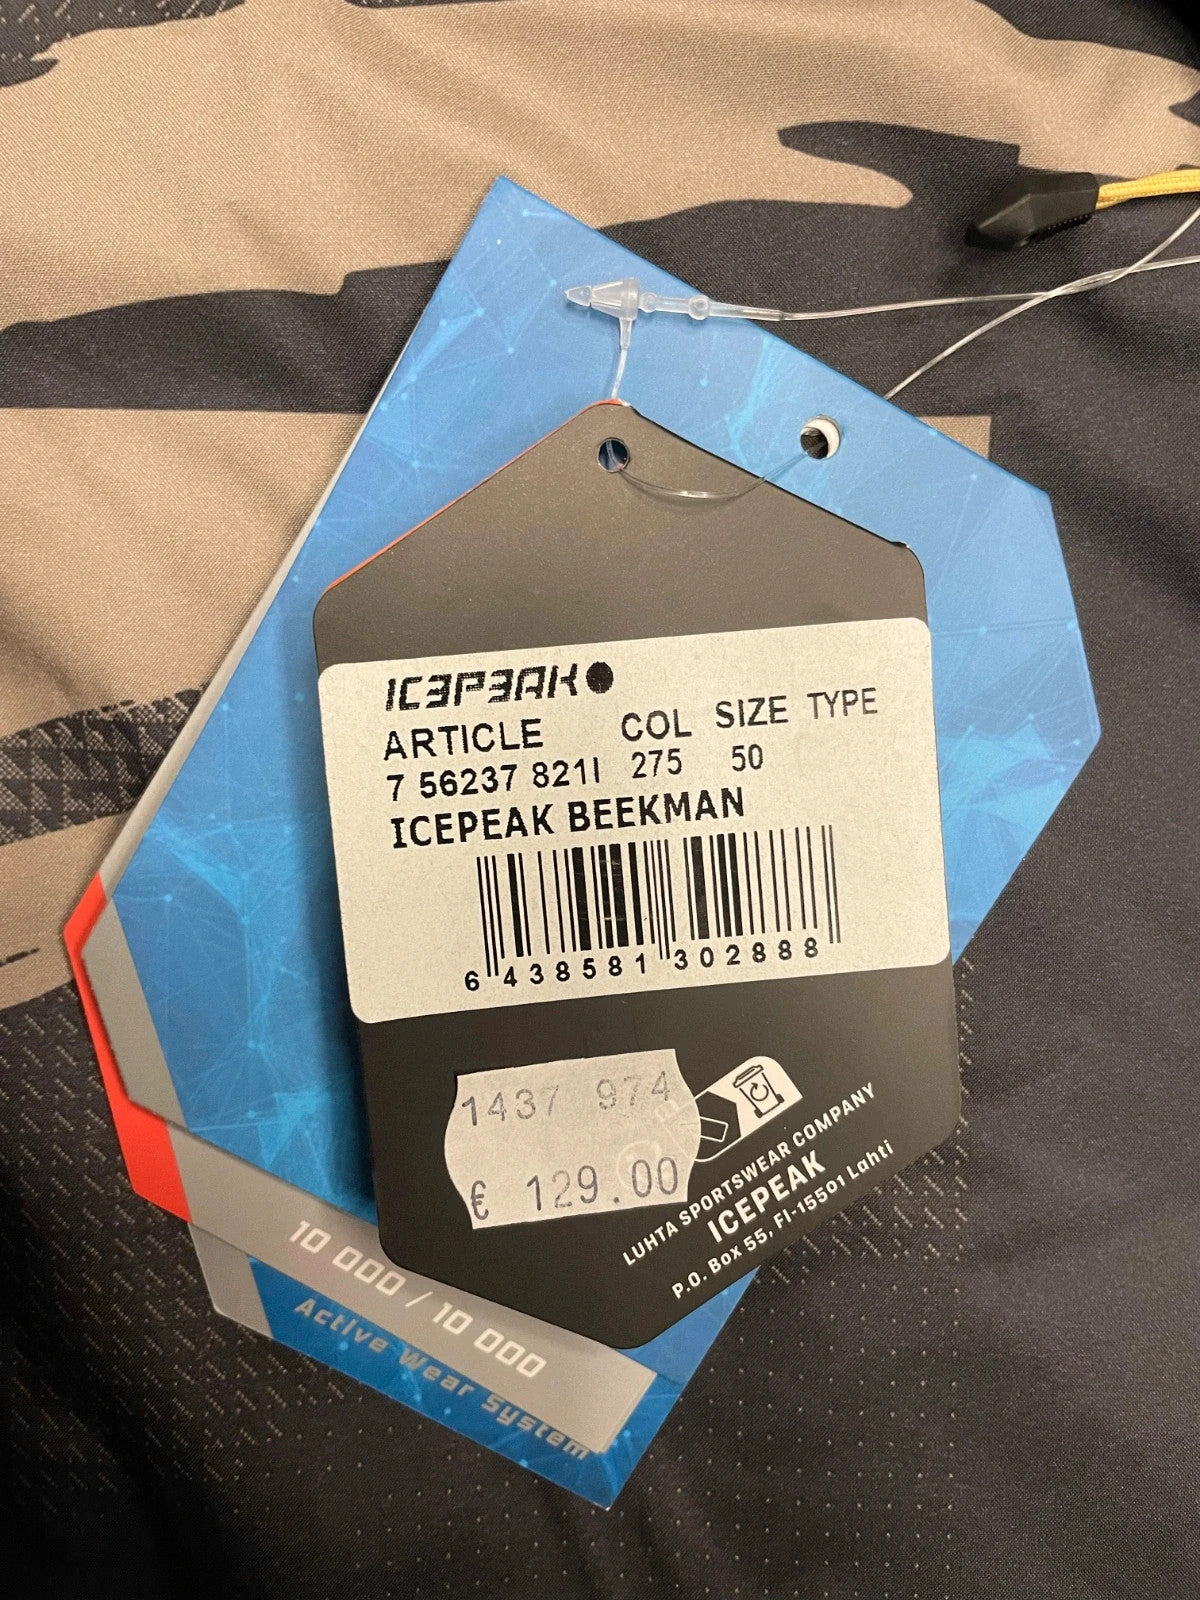 ICEPEAK
ARTICLE COL SIZE TYPE
7 56237 821I 275 50
ICEPEAK BEEKMAN
6 438581 302888
1437 974
€ 129.00
LUHTA SPORTSWEAR COMPANY
ICEPEAK
P.O. Box 55, FI-15501 Lahti
10 000 / 10 000
Active Wear System